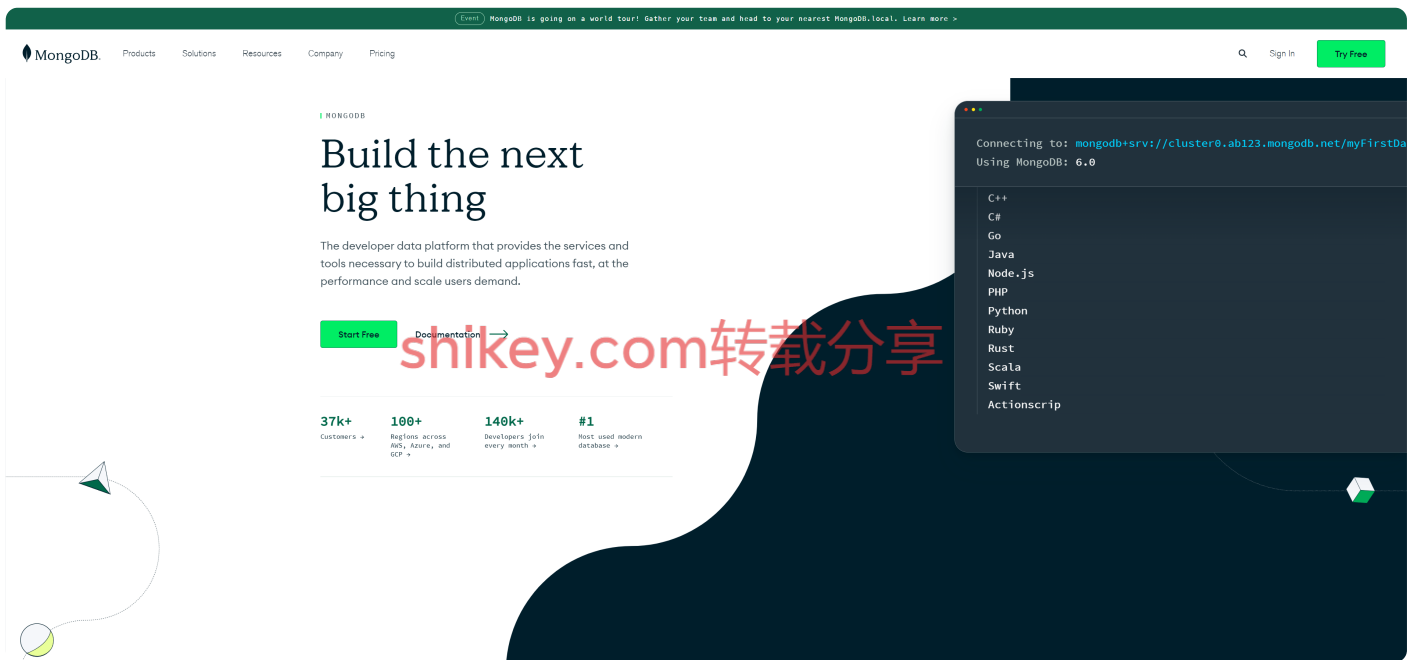 Event MongoDB is going on a world tour! Gather your team and head to your nearest MongoDB.local. Learn more >
MongoDB.
Products
Solutions
Resources
Company
Pricing
Sign In
Try Free
MONGODB
Build the next
big thing
The developer data platform that provides the services and
tools necessary to build distributed applications fast, at the
performance and scale users demand.
Start Free
Documentation
shikey.com转载分享
37k+
Customers →
100+
Regions across
AWS, Azure, and
GCP →
140k+
Developers join
every month →
#1
Most used modern
database →
Connecting to: mongodb+srv://cluster0.ab123.mongodb.net/myFirstDa
Using MongoDB: 6.0
C++
C#
Go
Java
Node.js
PHP
Python
Ruby
Rust
Scala
Swift
Actionscrip